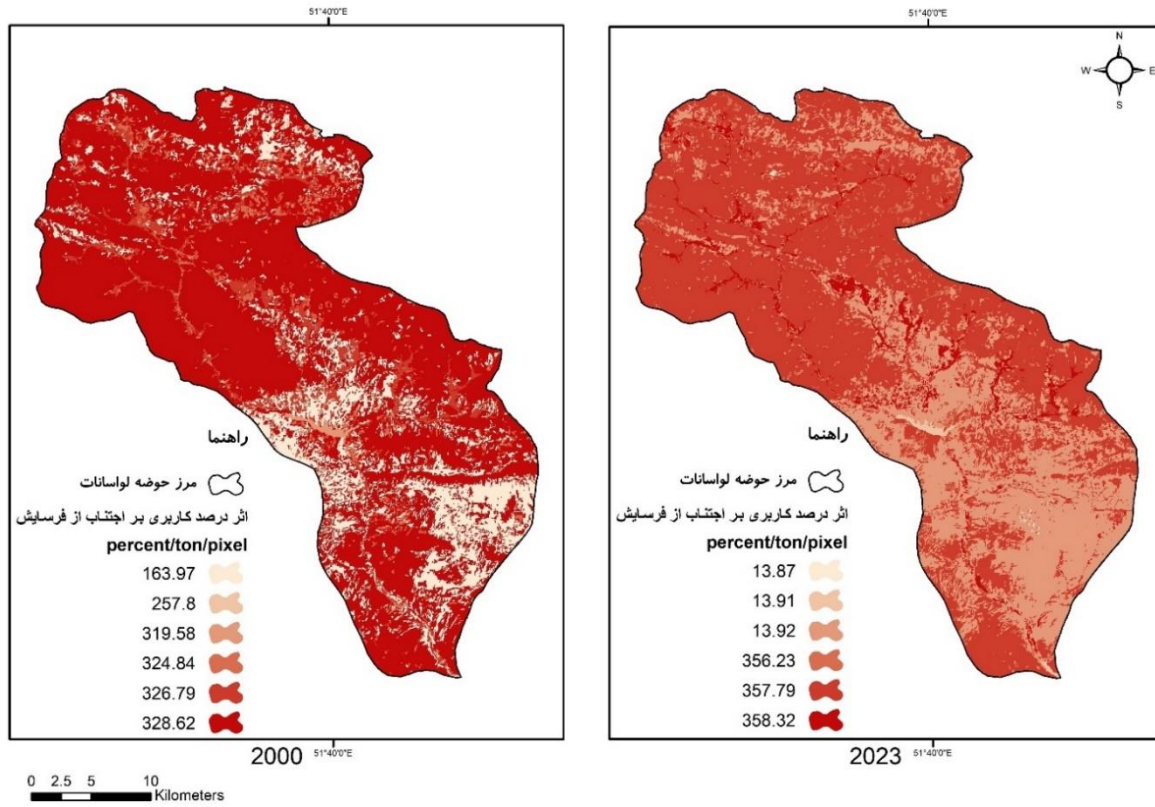 51°40'0"E
51°40'0"E
N
W
E
S
راهنما
مرز حوضه لواسانات
اثر درصد کاربری بر اجتناب از فرسایش
percent/ton/pixel
163.97
257.8
319.58
324.84
326.79
328.62
راهنما
مرز حوضه لواسانات
اثر درصد کاربری بر اجتناب از فرسایش
percent/ton/pixel
13.87
13.91
13.92
356.23
357.79
358.32
2000
51°40'0"E
2023
51°40'0"E
0 2.5 5 10
Kilometers